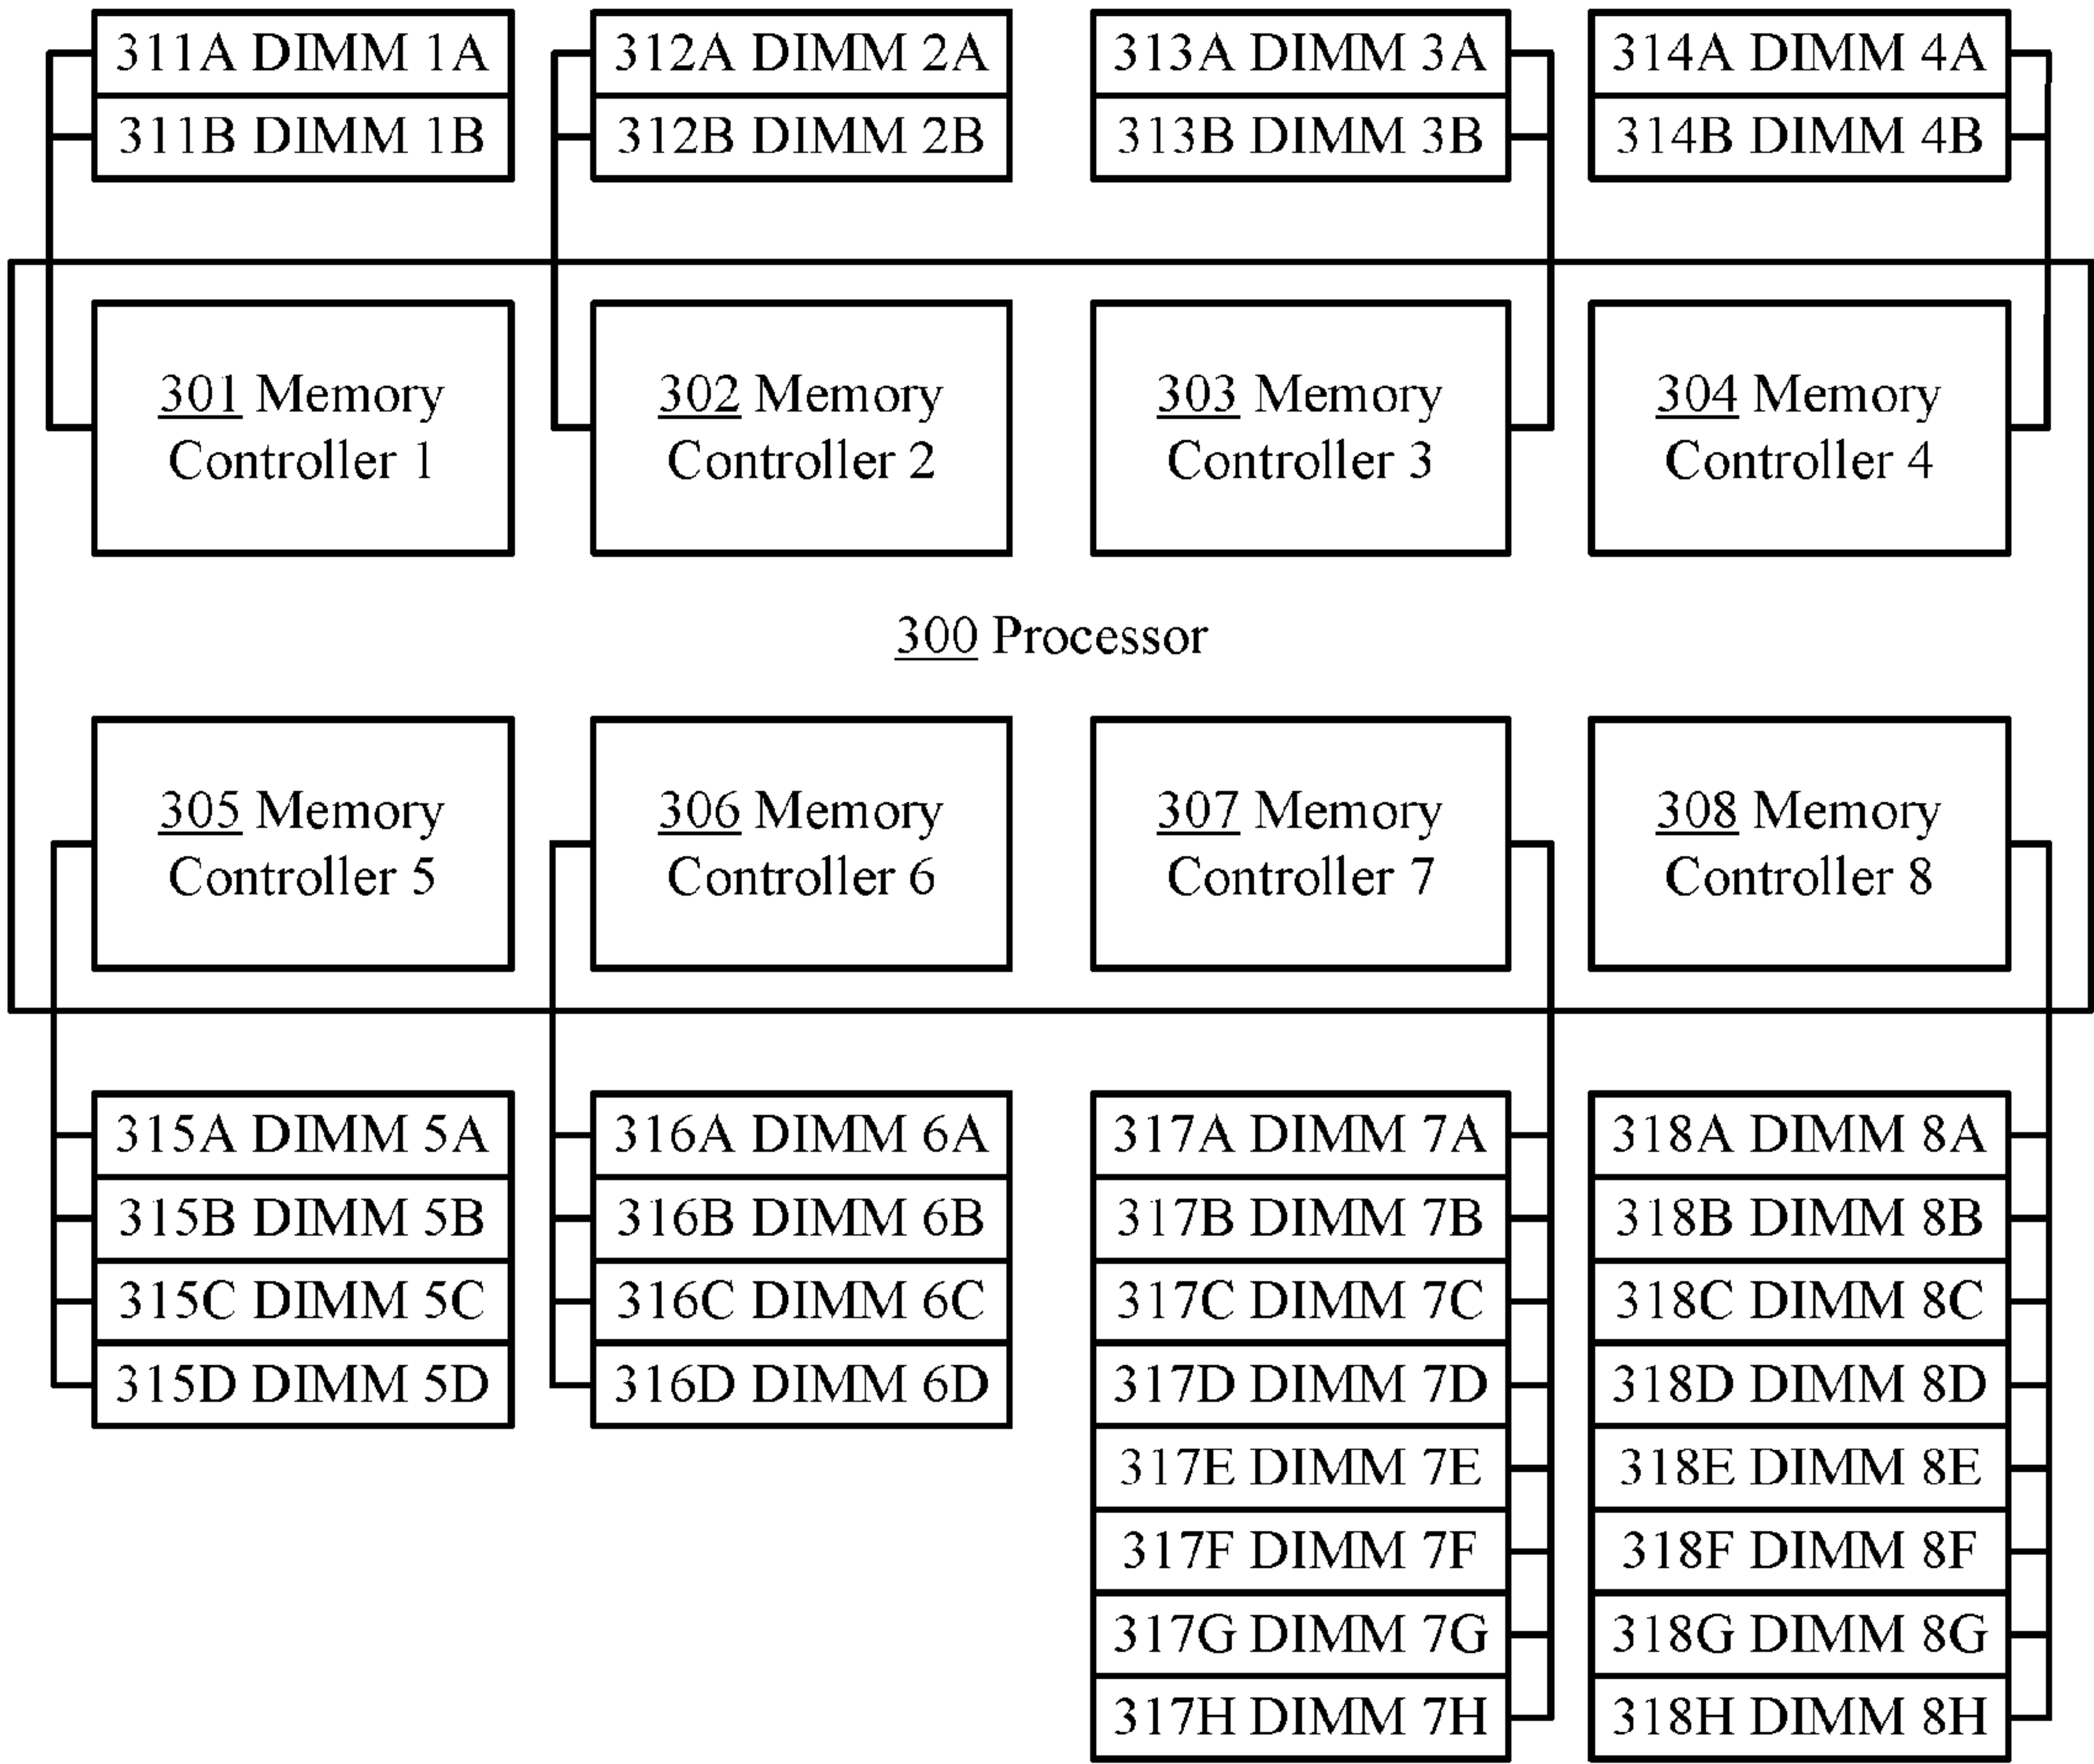 311A DIMM 1A
311B DIMM 1B
312A DIMM 2A
312B DIMM 2B
313A DIMM 3A
313B DIMM 3B
314A DIMM 4A
314B DIMM 4B
301 Memory
Controller 1
302 Memory
Controller 2
303 Memory
Controller 3
304 Memory
Controller 4
300 Processor
305 Memory
Controller 5
306 Memory
Controller 6
307 Memory
Controller 7
308 Memory
Controller 8
315A DIMM 5A
315B DIMM 5B
315C DIMM 5C
315D DIMM 5D
316A DIMM 6A
316B DIMM 6B
316C DIMM 6C
316D DIMM 6D
317A DIMM 7A
317B DIMM 7B
317C DIMM 7C
317D DIMM 7D
317E DIMM 7E
317F DIMM 7F
317G DIMM 7G
317H DIMM 7H
318A DIMM 8A
318B DIMM 8B
318C DIMM 8C
318D DIMM 8D
318E DIMM 8E
318F DIMM 8F
318G DIMM 8G
318H DIMM 8H